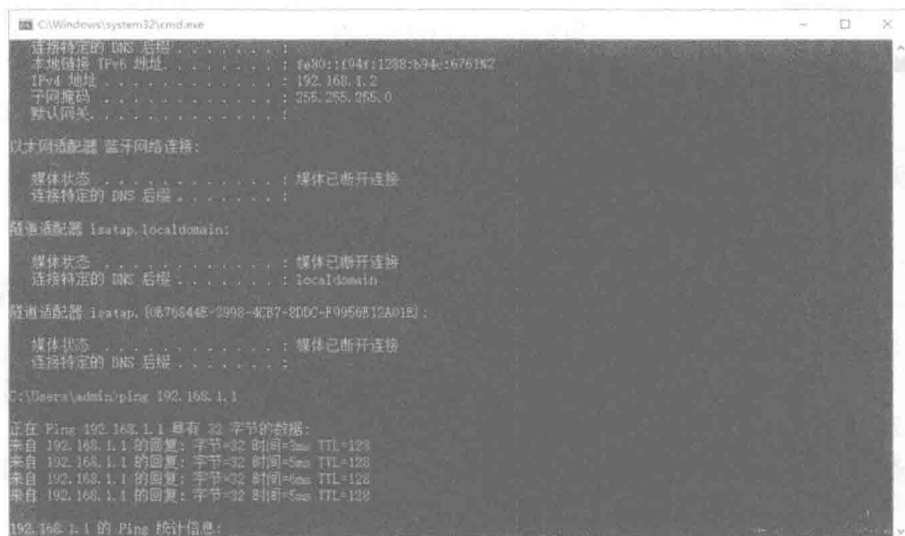 C:\Windows\system32\cmd.exe
连接特定的 DNS 后缀 . . . . . . . :
本地链接 IPv6 地址. . . . . . . . : fe80::f94f:1288:b94c:6761%2
IPv4 地址 . . . . . . . . . . . . : 192.168.1.2
子网掩码 . . . . . . . . . . . . : 255.255.255.0
默认网关. . . . . . . . . . . . . :
以太网适配器 蓝牙网络连接:
媒体状态 . . . . . . . . . . . . : 媒体已断开连接
连接特定的 DNS 后缀 . . . . . . . :
隧道适配器 isatap.localdomain:
媒体状态 . . . . . . . . . . . . : 媒体已断开连接
连接特定的 DNS 后缀 . . . . . . . : localdomain
隧道适配器 isatap.
媒体状态 . . . . . . . . . . . . : 媒体已断开连接
连接特定的 DNS 后缀 . . . . . . . :
C:\Users\admin>ping 192.168.1.1
正在 Ping 192.168.1.1 具有 32 字节的数据:
来自 192.168.1.1 的回复: 字节=32 时间=3ms TTL=128
来自 192.168.1.1 的回复: 字节=32 时间=5ms TTL=128
来自 192.168.1.1 的回复: 字节=32 时间=6ms TTL=128
来自 192.168.1.1 的回复: 字节=32 时间=5ms TTL=128
192.168.1.1 的 Ping 统计信息: